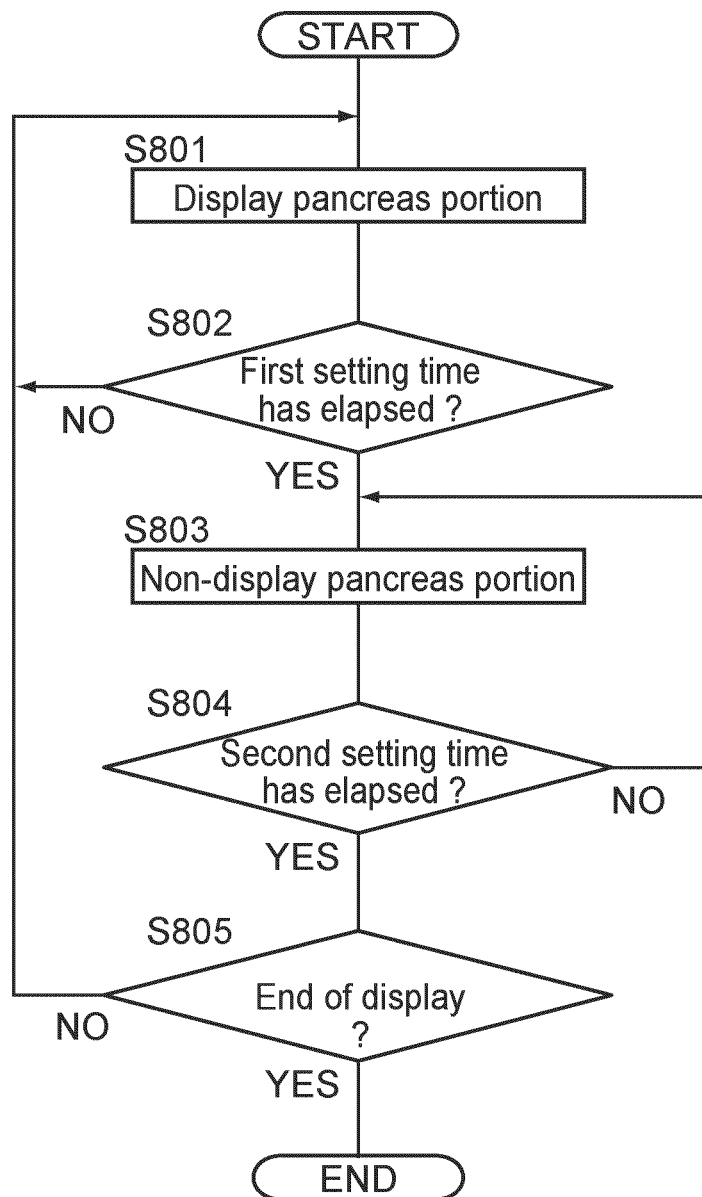 START
S801
Display pancreas portion
S802
First setting time
has elapsed ?
NO
YES
S803
Non-display pancreas portion
S804
Second setting time
has elapsed ?
NO
YES
S805
End of display
?
NO
YES
END